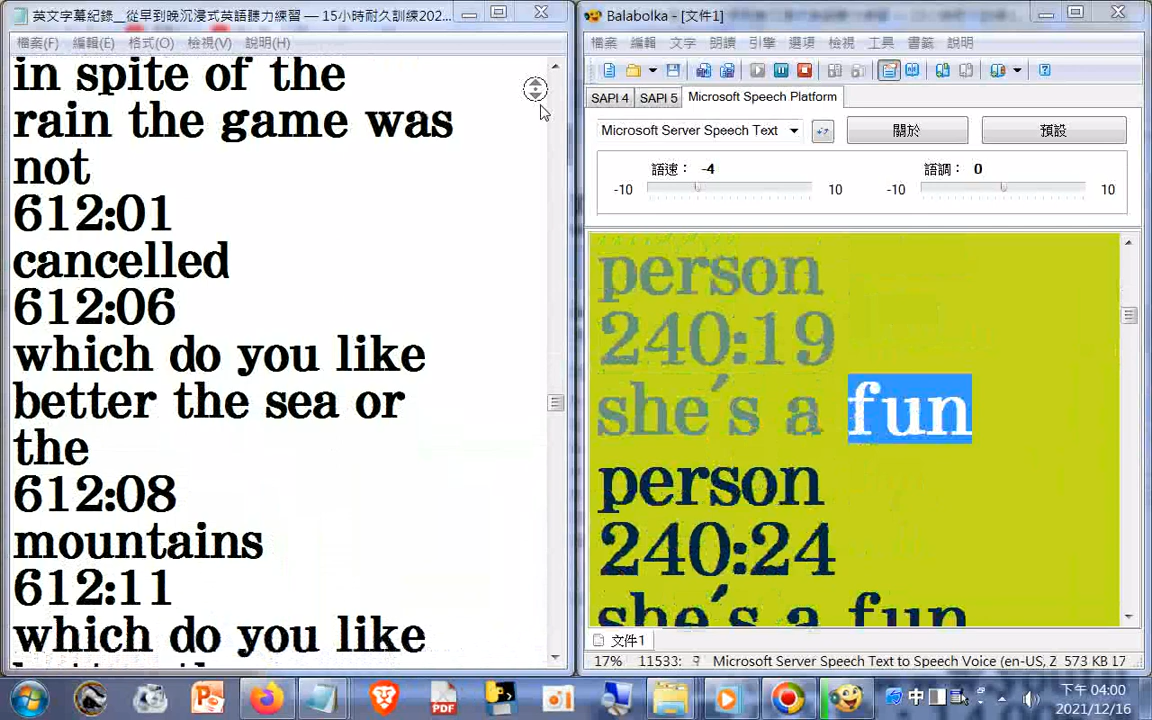 英文字幕紀錄__從早到晚沉浸式英語聽力練習 — 15小時耐久訓練202...
檔案(F) 編輯(E) 格式(O) 檢視(V) 說明(H)
in spite of the
rain the game was
not
612:01
cancelled
612:06
which do you like
better the sea or
the
612:08
mountains
612:11
which do you like
Balabolka - [文件1]
檔案 編輯 文字 朗讀 引擎 選項 檢視 工具 書籤 說明
SAPI 4 SAPI 5 Microsoft Speech Platform
Microsoft Server Speech Text 關於 預設
語速： -4 語調： 0
-10 10 -10 10
person
240:19
she's a fun
person
240:24
she's a fun
文件1
17% 11533: Microsoft Server Speech Text to Speech Voice (en-US, Z 573 KB 17
PDF 中 下午 04:00
2021/12/16